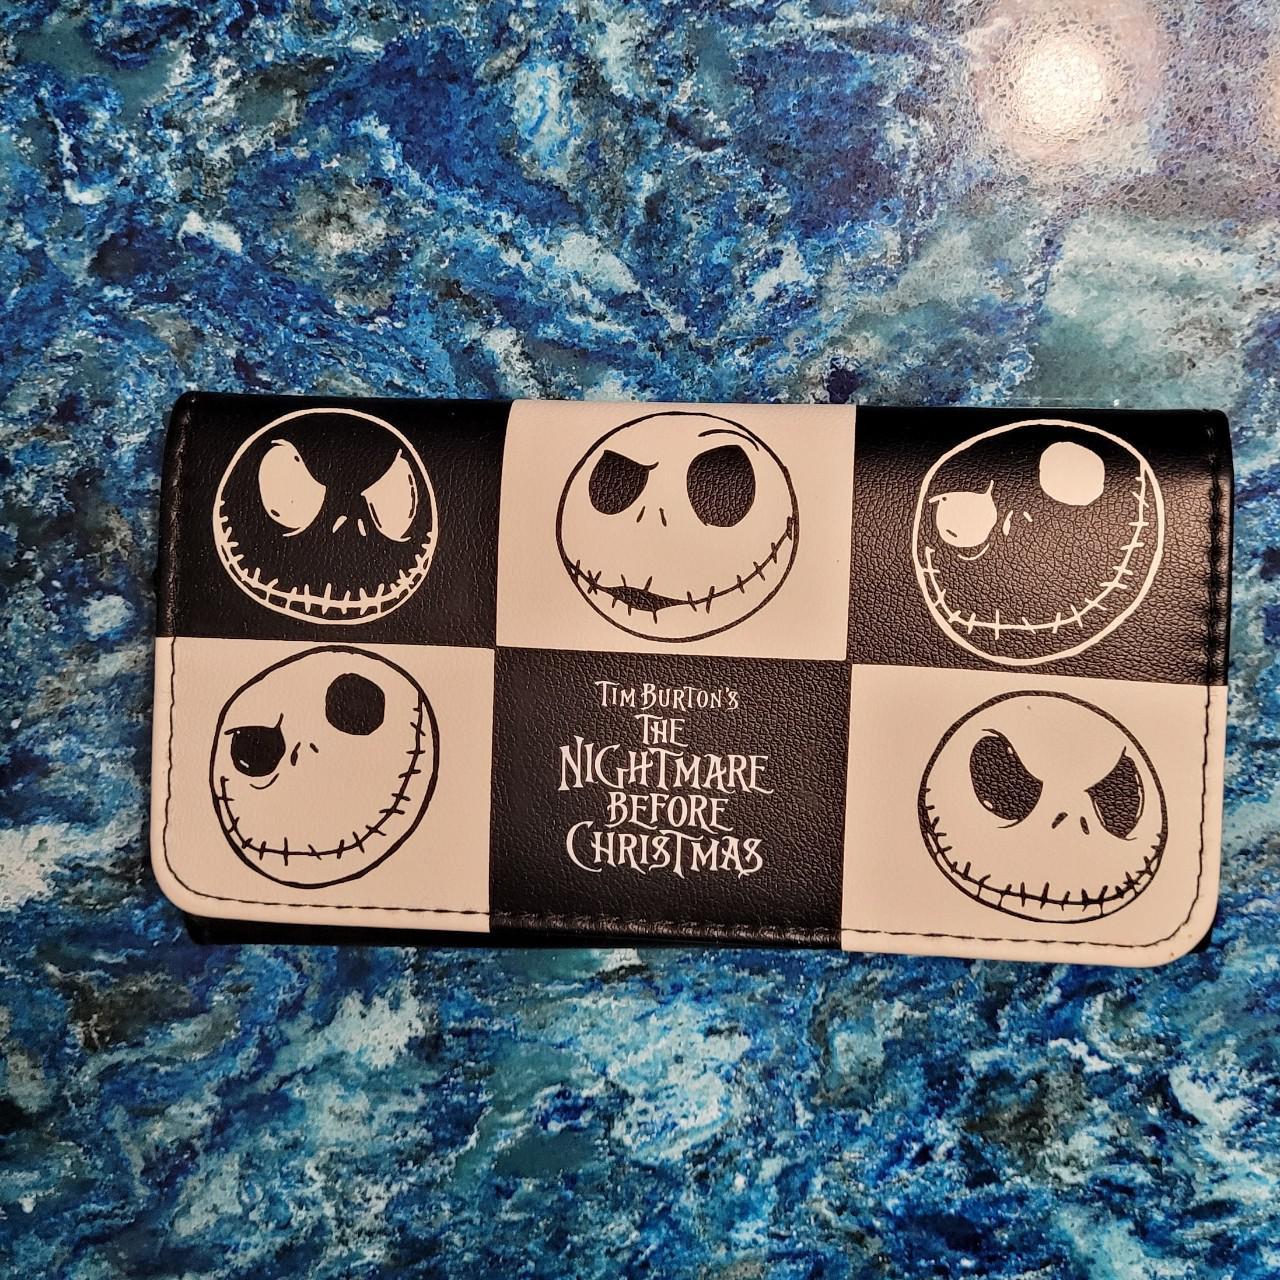 TIM BURTON'S
THE
NIGHTMARE
BEFORE
CHRISTMAS